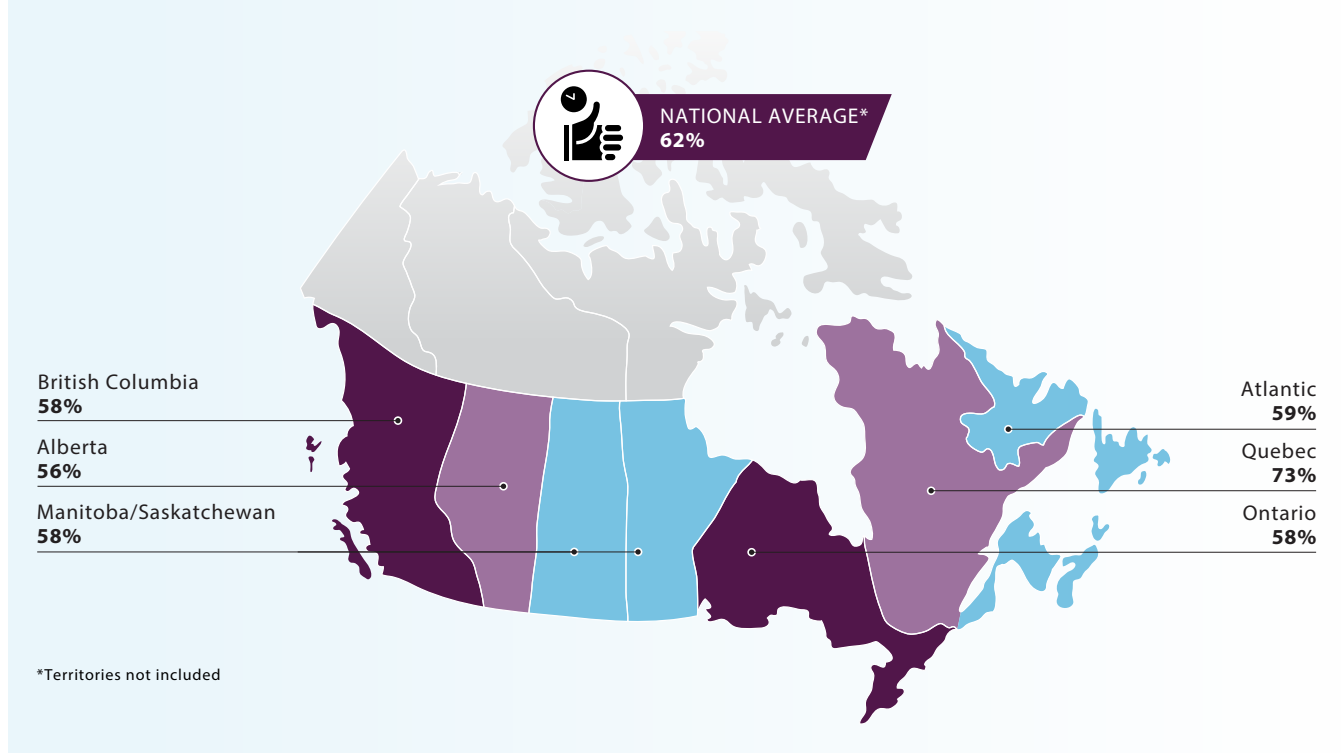 NATIONAL AVERAGE*
62%
British Columbia
58%
Alberta
56%
Manitoba/Saskatchewan
58%
Atlantic
59%
Quebec
73%
Ontario
58%
*Territories not included